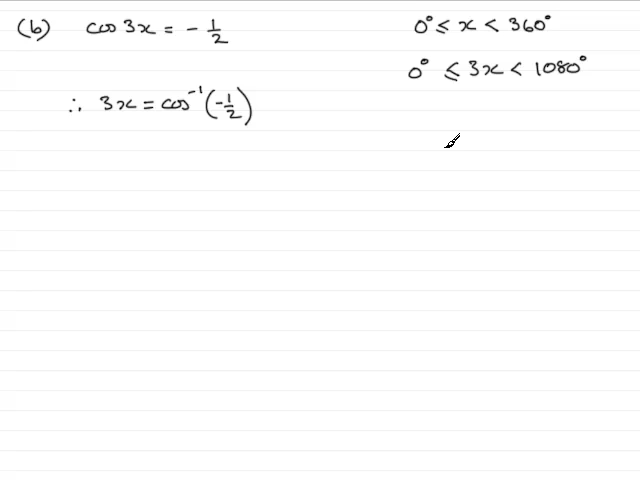 (b) cos 3x = - 1/2 0° ≤ x < 360°
0° ≤ 3x < 1080°
∴ 3x = cos⁻¹(-1/2)